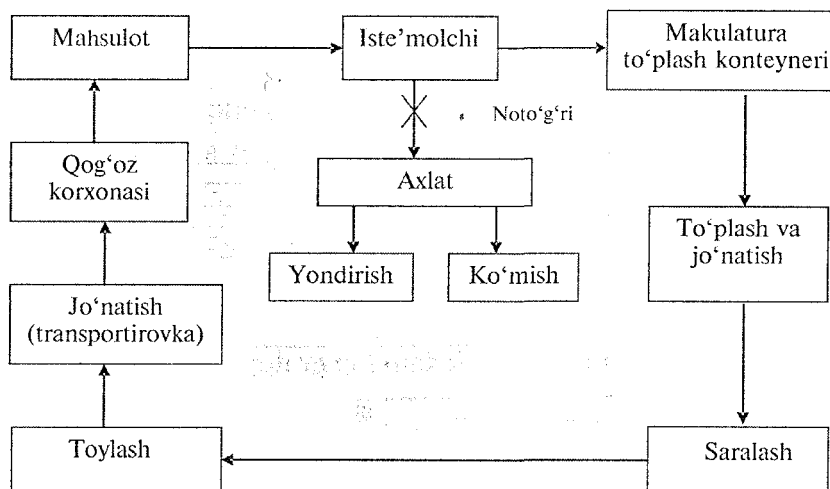 Mahsulot
Iste’molchi
Makulatura
to‘plash konteyneri
Noto‘g‘ri
Qog‘oz
korxonasi
Axlat
To‘plash va
jo‘natish
Yondirish
Ko‘mish
Jo‘natish
(transportirovka)
Toylash
Saralash